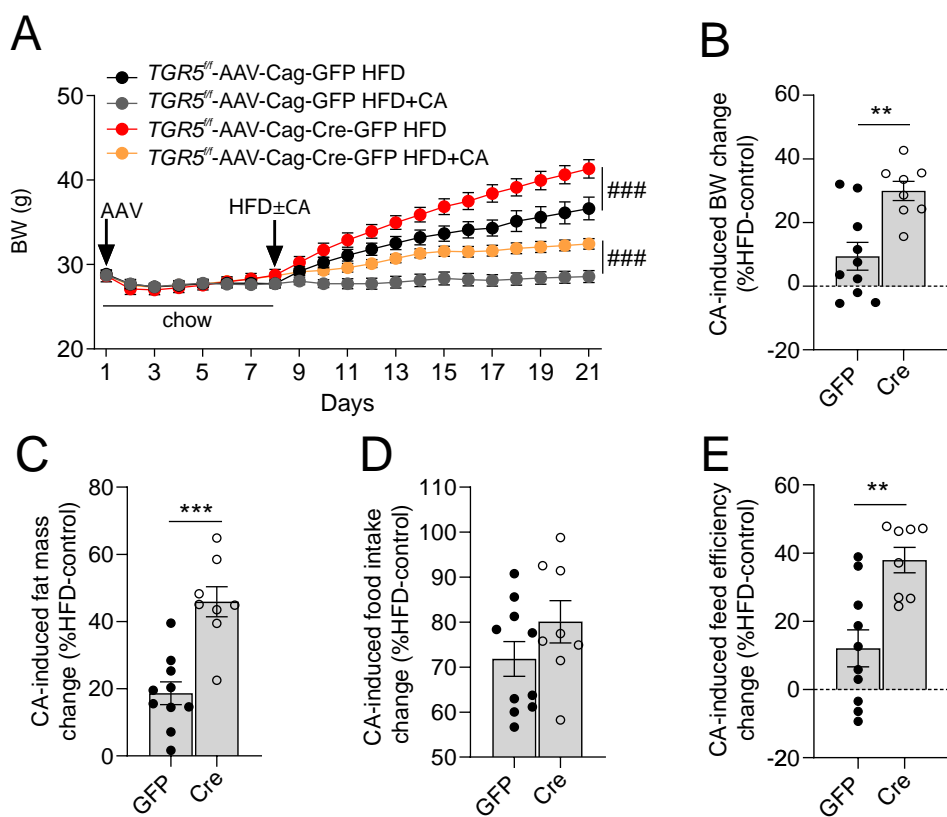 A
TGR5f/f-AAV-Cag-GFP HFD
TGR5f/f-AAV-Cag-GFP HFD+CA
TGR5f/f-AAV-Cag-Cre-GFP HFD
TGR5f/f-AAV-Cag-Cre-GFP HFD+CA
BW (g)
50
40
30
20
AAV
HFD±CA
chow
###
###
1 3 5 7 9 11 13 15 17 19 21
Days
B
CA-induced BW change
(%HFD-control)
60
40
20
0
-20
**
GFP Cre
C
CA-induced fat mass
change (%HFD-control)
80
60
40
20
0
***
GFP Cre
D
CA-induced food intake
change (%HFD-control)
110
100
90
80
70
60
50
GFP Cre
E
CA-induced feed efficiency
change (%HFD-control)
60
40
20
0
-20
**
GFP Cre